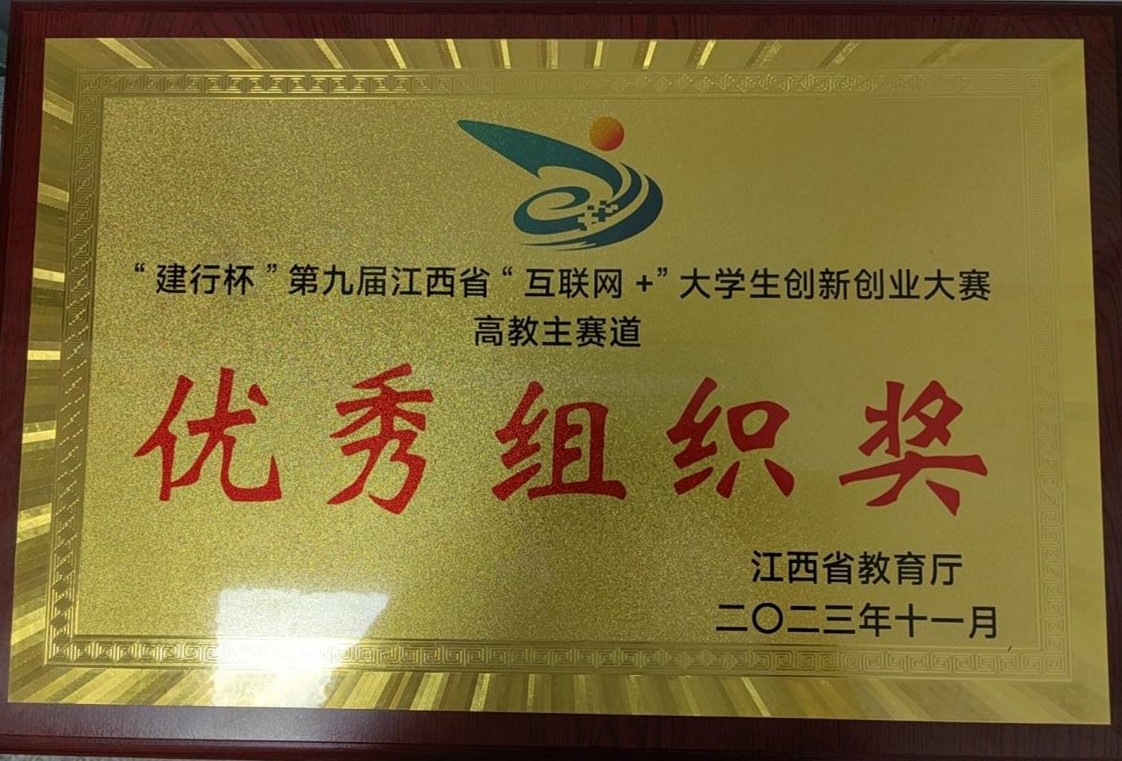 “建行杯”第九届江西省“互联网+”大学生创新创业大赛
高教主赛道
优秀组织奖
江西省教育厅
二〇二三年十一月